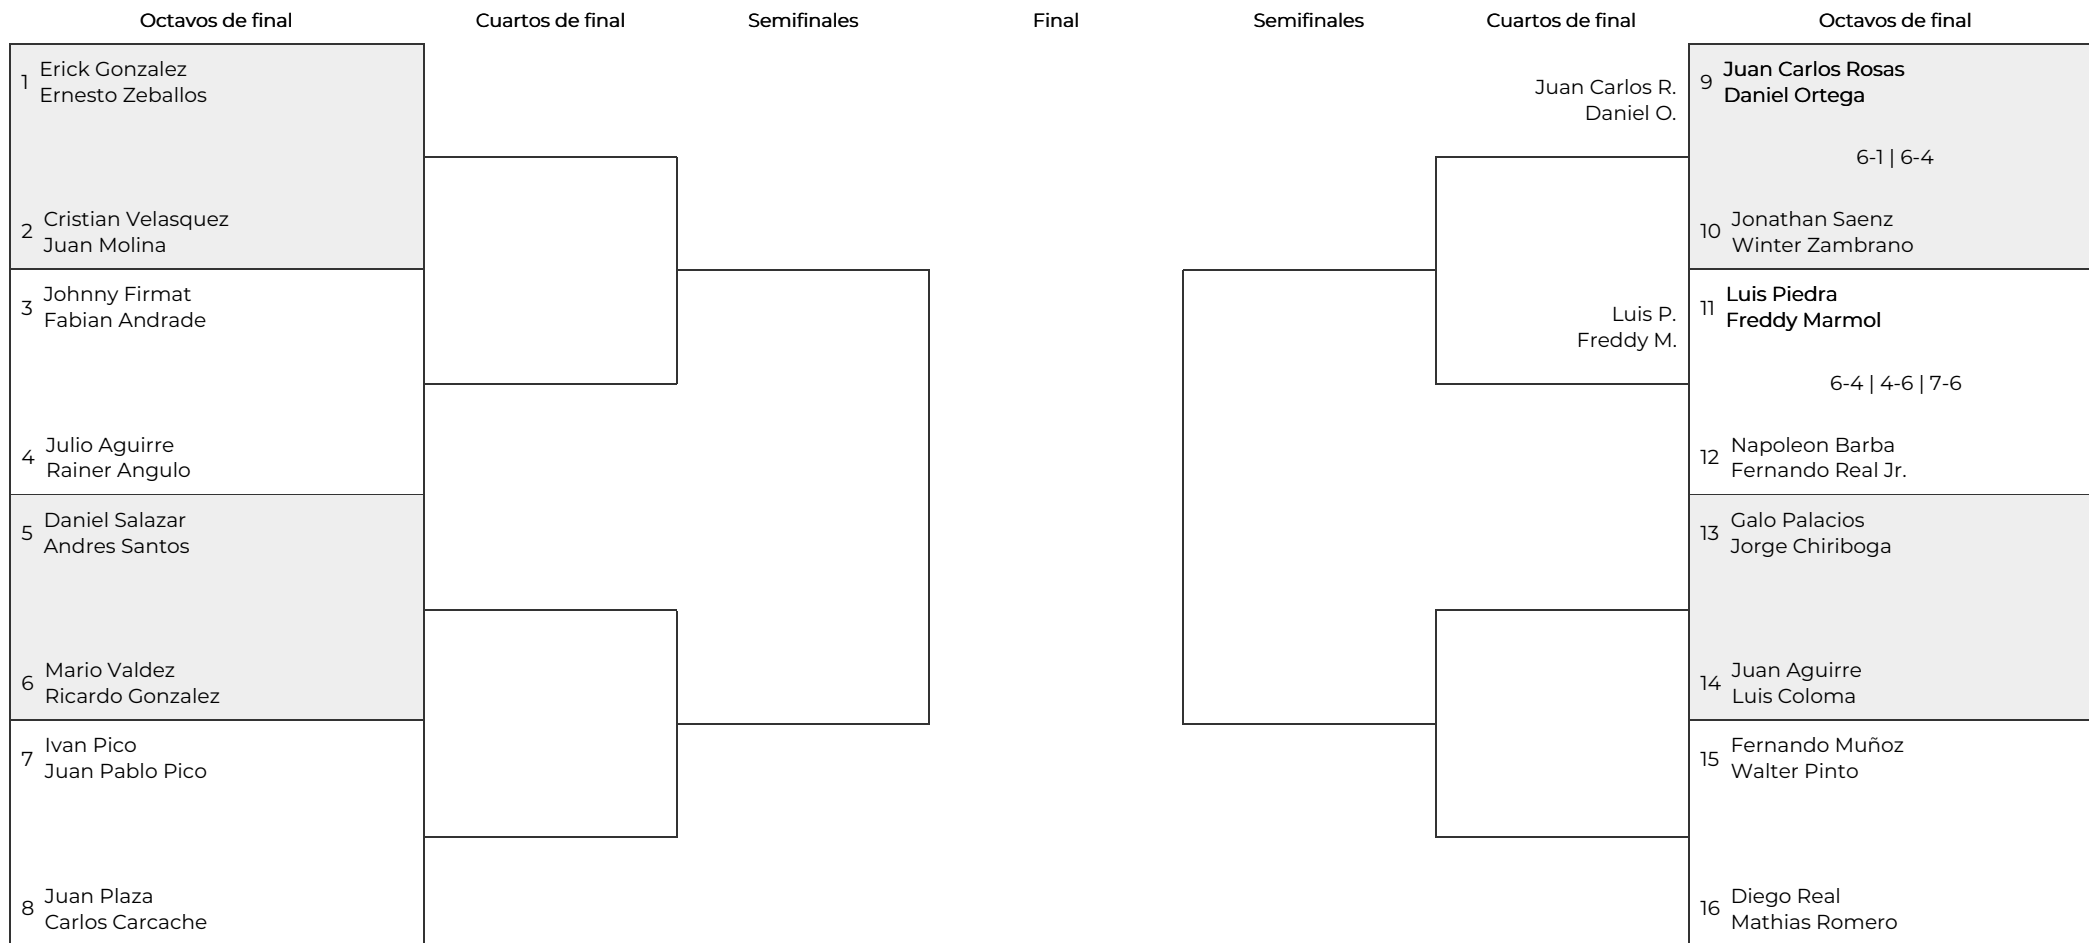 Octavos de final
Cuartos de final
Semifinales
Final
Semifinales
Cuartos de final
Octavos de final
1
Erick Gonzalez
Ernesto Zeballos
2
Cristian Velasquez
Juan Molina
3
Johnny Firmat
Fabian Andrade
4
Julio Aguirre
Rainer Angulo
5
Daniel Salazar
Andres Santos
6
Mario Valdez
Ricardo Gonzalez
7
Ivan Pico
Juan Pablo Pico
8
Juan Plaza
Carlos Carcache
Juan Carlos R.
Daniel O.
Luis P.
Freddy M.
9
Juan Carlos Rosas
Daniel Ortega
6-1 | 6-4
10
Jonathan Saenz
Winter Zambrano
11
Luis Piedra
Freddy Marmol
6-4 | 4-6 | 7-6
12
Napoleon Barba
Fernando Real Jr.
13
Galo Palacios
Jorge Chiriboga
14
Juan Aguirre
Luis Coloma
15
Fernando Muñoz
Walter Pinto
16
Diego Real
Mathias Romero